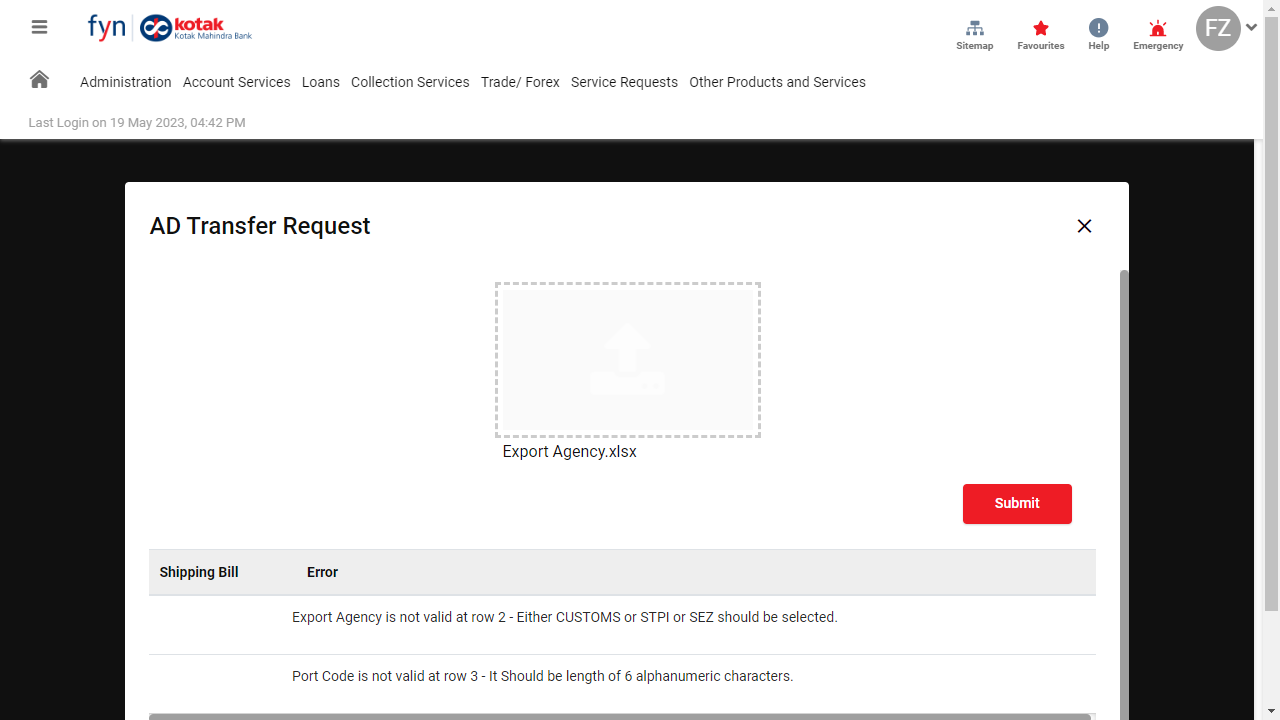 fyn kotak
Kotak Mahindra Bank
Sitemap Favourites Help Emergency FZ
Administration Account Services Loans Collection Services Trade/ Forex Service Requests Other Products and Services
Last Login on 19 May 2023, 04:42 PM
AD Transfer Request
Export Agency.xlsx
Submit
Shipping Bill Error
Export Agency is not valid at row 2 - Either CUSTOMS or STPI or SEZ should be selected.
Port Code is not valid at row 3 - It Should be length of 6 alphanumeric characters.